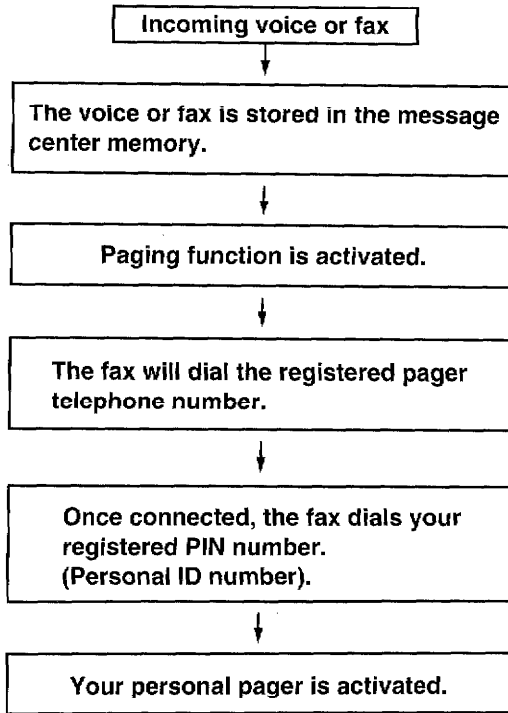 Incoming voice or fax
The voice or fax is stored in the message
center memory.
Paging function is activated.
The fax will dial the registered pager
telephone number.
Once connected, the fax dials your
registered PIN number.
(Personal ID number).
Your personal pager is activated.